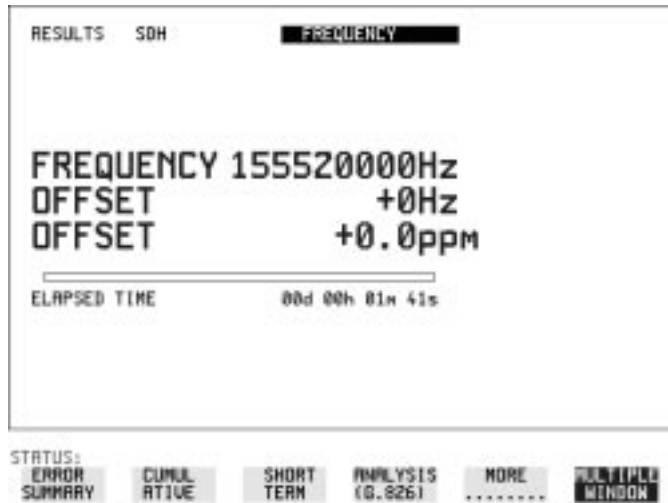 RESULTS SDH FREQUENCY
FREQUENCY 155520000Hz
OFFSET +0Hz
OFFSET +0.0ppm
ELAPSED TIME 00d 00h 01m 41s
STATUS:
ERROR SUMMARY
CUMUL ATIVE
SHORT TERM
ANALYSIS (G.826)
MORE ........
MULTIPLE WINDOW